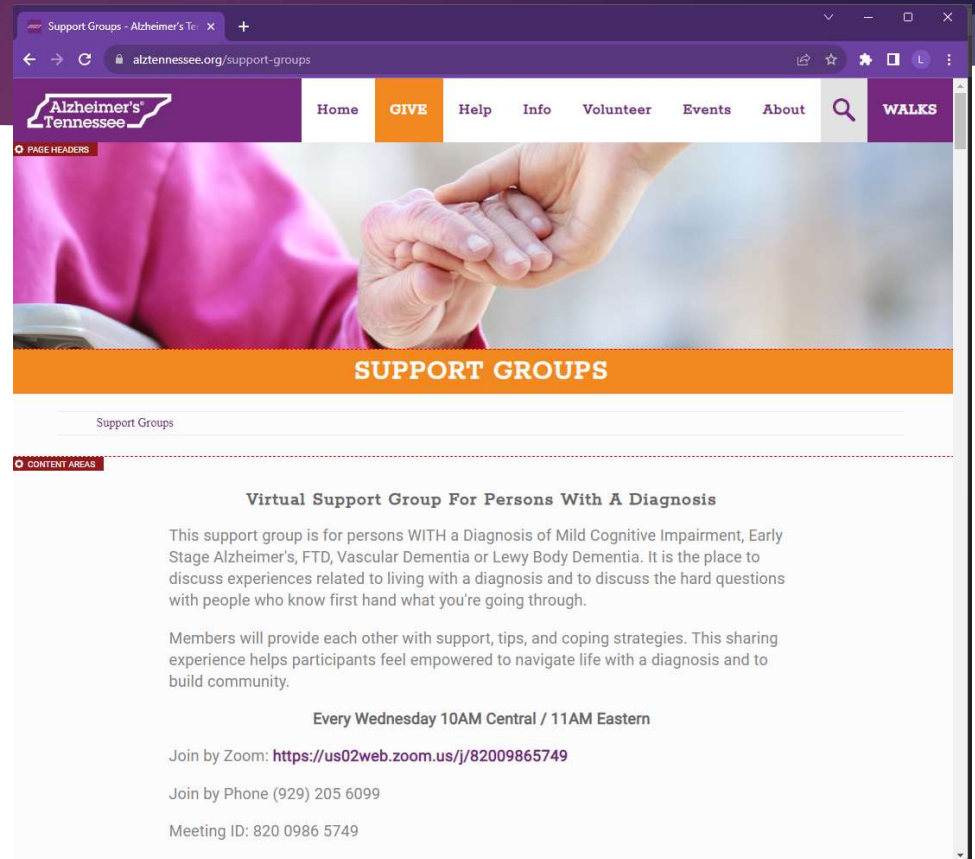 Support Groups - Alzheimer's Te
alztennessee.org/support-groups
L
Alzheimer's®
Tennessee
Home
GIVE
Help
Info
Volunteer
Events
About
WALKS
PAGE HEADERS
SUPPORT GROUPS
Support Groups
CONTENT AREAS
Virtual Support Group For Persons With A Diagnosis
This support group is for persons WITH a Diagnosis of Mild Cognitive Impairment, Early
Stage Alzheimer's, FTD, Vascular Dementia or Lewy Body Dementia. It is the place to
discuss experiences related to living with a diagnosis and to discuss the hard questions
with people who know first hand what you're going through.
Members will provide each other with support, tips, and coping strategies. This sharing
experience helps participants feel empowered to navigate life with a diagnosis and to
build community.
Every Wednesday 10AM Central / 11AM Eastern
Join by Zoom: https://us02web.zoom.us/j/82009865749
Join by Phone (929) 205 6099
Meeting ID: 820 0986 5749